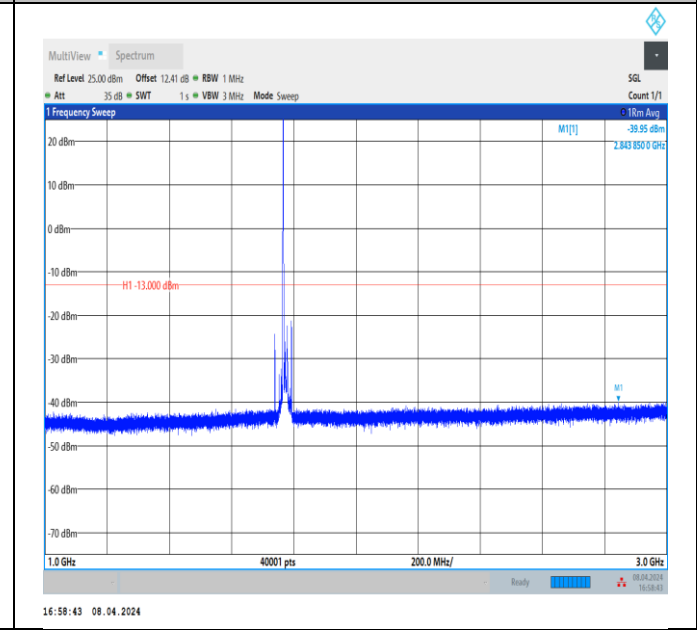 MultiView Spectrum
Ref Level 25.00 dBm Offset 12.41 dB RBW 1 MHz SGL
Att 35 dB SWT 1 s VBW 3 MHz Mode Sweep Count 1/1
1 Frequency Sweep 1Rm Avg
M1[1] -39.95 dBm
2.843 850 0 GHz
20 dBm
10 dBm
0 dBm
-10 dBm
H1 -13.000 dBm
-20 dBm
-30 dBm
M1
-40 dBm
-50 dBm
-60 dBm
-70 dBm
1.0 GHz 40001 pts 200.0 MHz/ 3.0 GHz
Ready 08.04.2024
16:58:43
16:58:43 08.04.2024